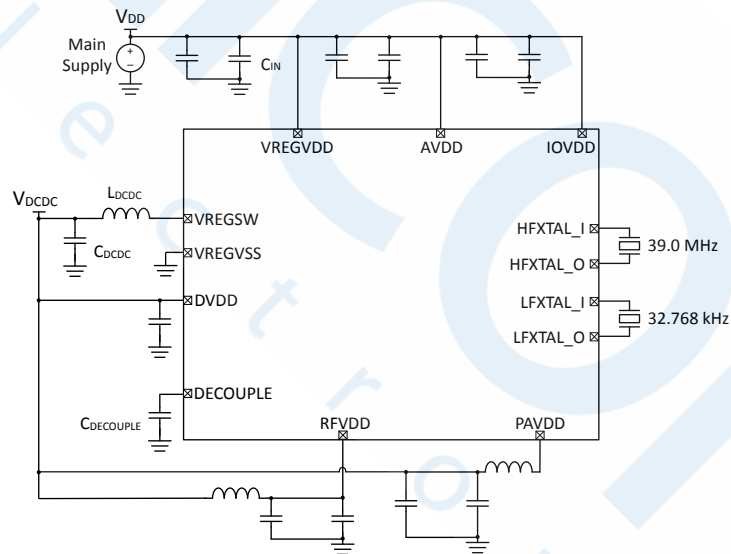 VDD
Main
Supply
CIN
VREGVDD
AVDD
IOVDD
VDCDC
LDCDC
VREGSW
CDCDC
VREGVSS
DVDD
DECOUPLE
CDECOUPLE
HFXTAL_I
39.0 MHz
HFXTAL_O
LFXTAL_I
32.768 kHz
LFXTAL_O
RFVDD
PAVDD